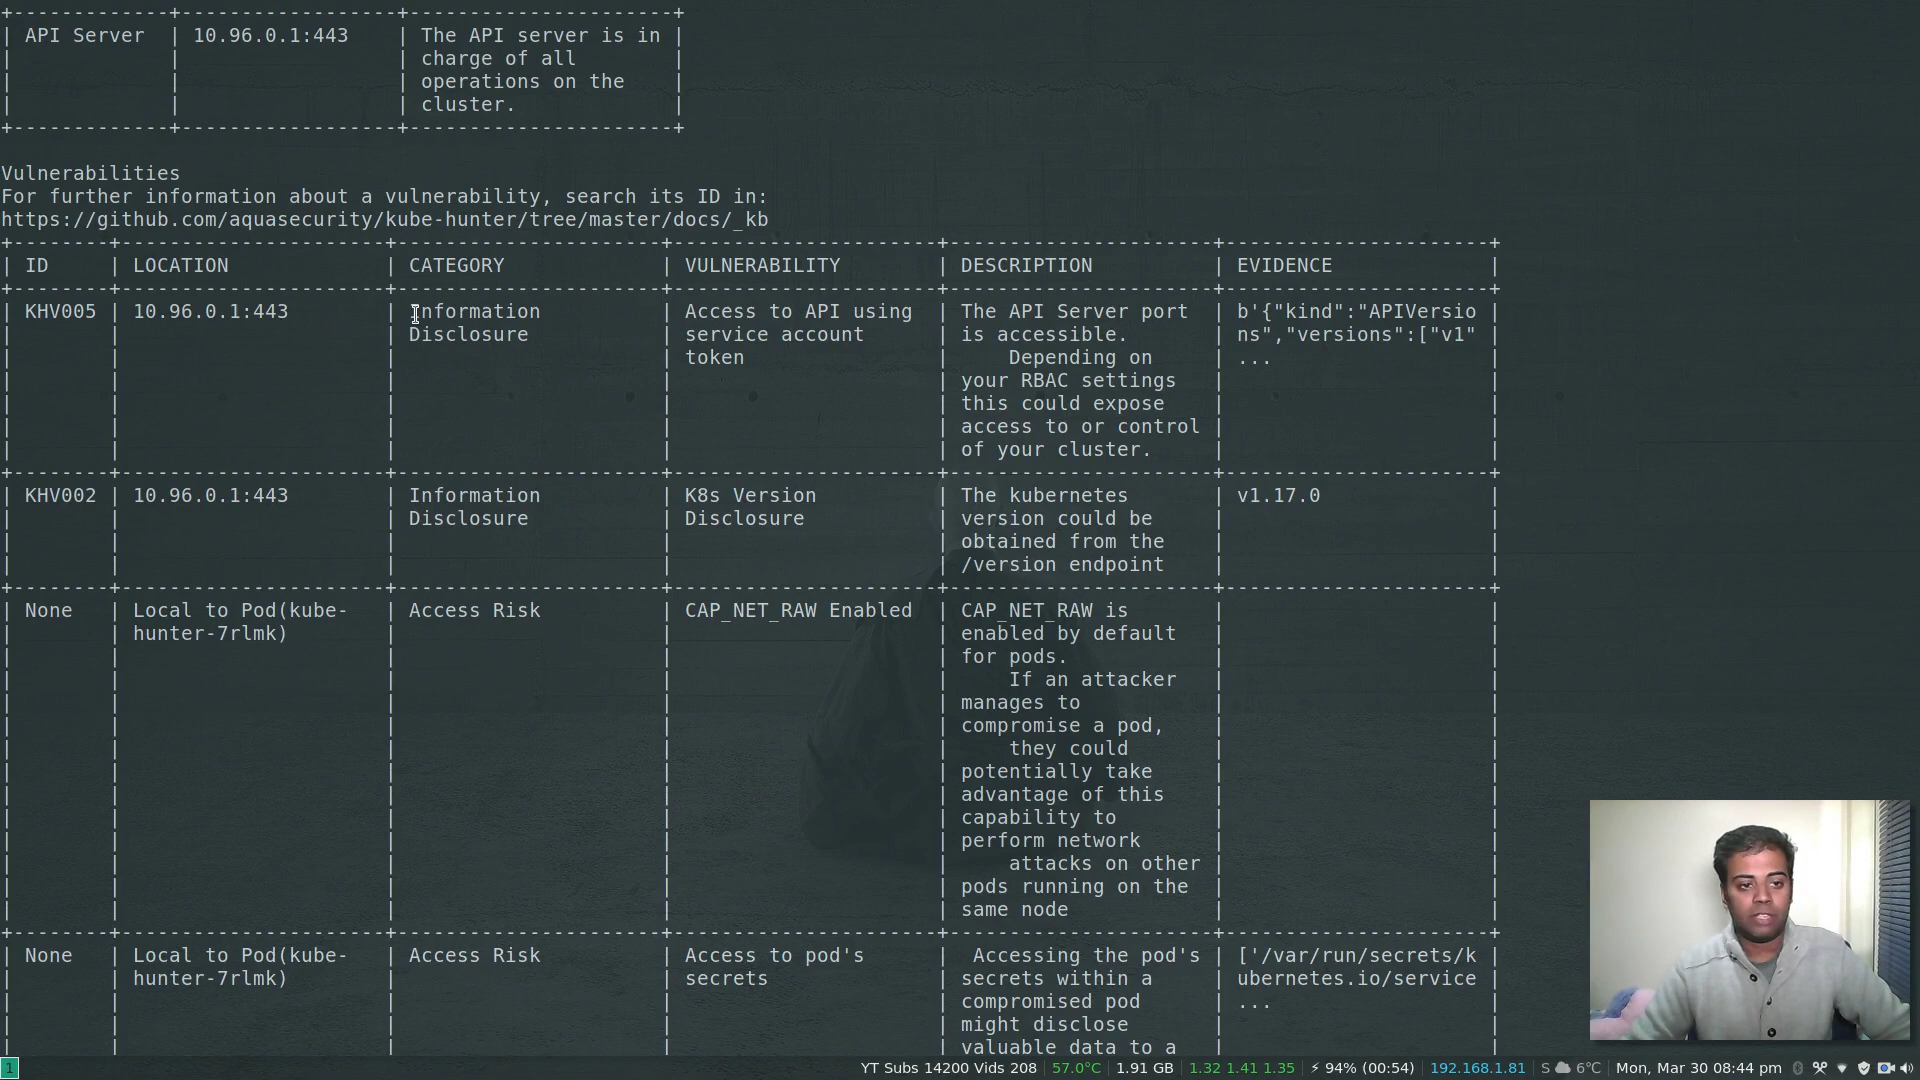 +-------------+-------------------+----------------------+
| API Server  | 10.96.0.1:443     | The API server is in |
|             |                   | charge of all        |
|             |                   | operations on the    |
|             |                   | cluster.             |
+-------------+-------------------+----------------------+
Vulnerabilities
For further information about a vulnerability, search its ID in:
https://github.com/aquasecurity/kube-hunter/tree/master/docs/_kb
+--------+----------------------+----------------------+----------------------+----------------------+----------------------+
| ID     | LOCATION             | CATEGORY             | VULNERABILITY        | DESCRIPTION          | EVIDENCE             |
+--------+----------------------+----------------------+----------------------+----------------------+----------------------+
| KHV005 | 10.96.0.1:443        | Information          | Access to API using  | The API Server port  | b'{"kind":"APIVersio |
|        |                      | Disclosure           | service account      | is accessible.       | ns","versions":["v1" |
|        |                      |                      | token                |     Depending on     | ...                  |
|        |                      |                      |                      | your RBAC settings   |                      |
|        |                      |                      |                      | this could expose    |                      |
|        |                      |                      |                      | access to or control |                      |
|        |                      |                      |                      | of your cluster.     |                      |
+--------+----------------------+----------------------+----------------------+----------------------+----------------------+
| KHV002 | 10.96.0.1:443        | Information          | K8s Version          | The kubernetes       | v1.17.0              |
|        |                      | Disclosure           | Disclosure           | version could be     |                      |
|        |                      |                      |                      | obtained from the    |                      |
|        |                      |                      |                      | /version endpoint    |                      |
+--------+----------------------+----------------------+----------------------+----------------------+----------------------+
| None   | Local to Pod(kube-   | Access Risk          | CAP_NET_RAW Enabled  | CAP_NET_RAW is       |                      |
|        | hunter-7rlmk)        |                      |                      | enabled by default   |                      |
|        |                      |                      |                      | for pods.            |                      |
|        |                      |                      |                      |     If an attacker   |                      |
|        |                      |                      |                      | manages to           |                      |
|        |                      |                      |                      | compromise a pod,    |                      |
|        |                      |                      |                      |     they could       |                      |
|        |                      |                      |                      | potentially take     |                      |
|        |                      |                      |                      | advantage of this    |                      |
|        |                      |                      |                      | capability to        |                      |
|        |                      |                      |                      | perform network      |                      |
|        |                      |                      |                      |     attacks on other |                      |
|        |                      |                      |                      | pods running on the  |                      |
|        |                      |                      |                      | same node            |                      |
+--------+----------------------+----------------------+----------------------+----------------------+----------------------+
| None   | Local to Pod(kube-   | Access Risk          | Access to pod's      |  Accessing the pod's | ['/var/run/secrets/k |
|        | hunter-7rlmk)        |                      | secrets              | secrets within a     | ubernetes.io/service |
|        |                      |                      |                      | compromised pod      | ...                  |
|        |                      |                      |                      | might disclose       |                      |
|        |                      |                      |                      | valuable data to a   |                      |
1 YT Subs 14200 Vids 208 | 57.0°C | 1.91 GB | 1.32 1.41 1.35 | ⚡ 94% (00:54) | 192.168.1.81 | S ☁ 6℃ | Mon, Mar 30 08:44 pm